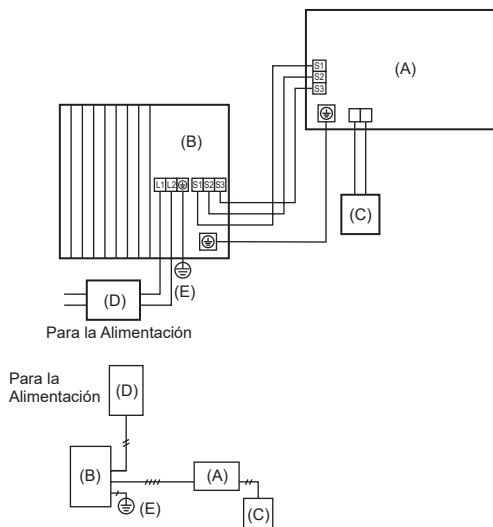 (A)
S1
S2
S3
(B)
L1 L2 S1 S2 S3
(C)
(D)
(E)
Para la Alimentación
Para la
Alimentación
(D)
(B)
(A)
(E)
(C)